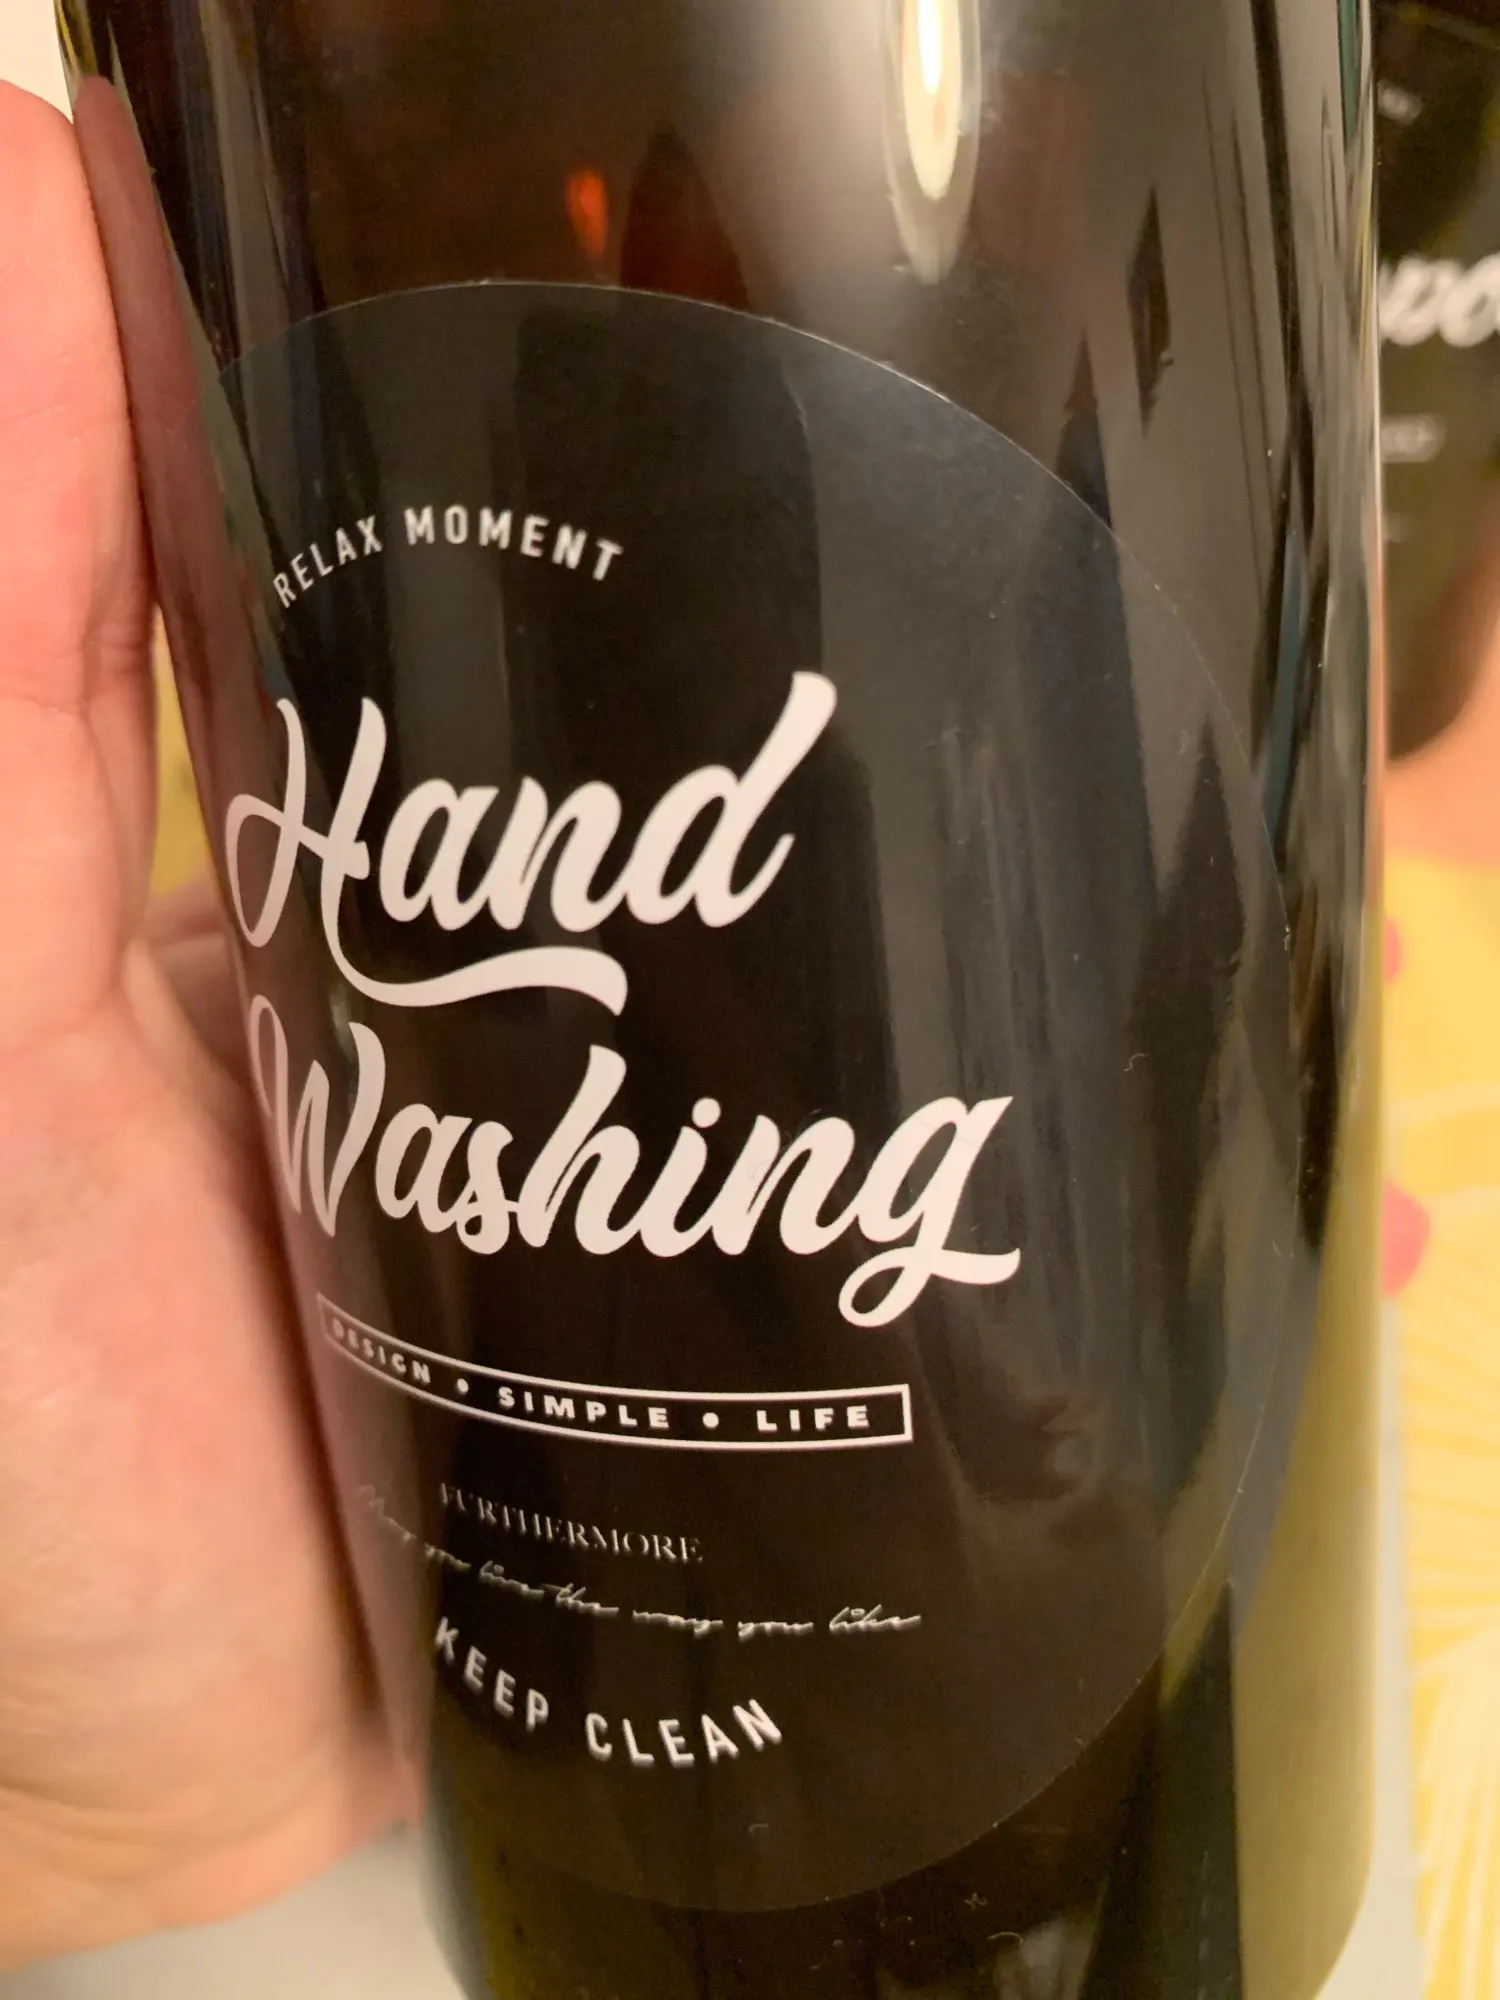 RELAX MOMENT
Hand
Washing
DESIGN • SIMPLE • LIFE
FURTHERMORE
May you live the way you like
KEEP CLEAN